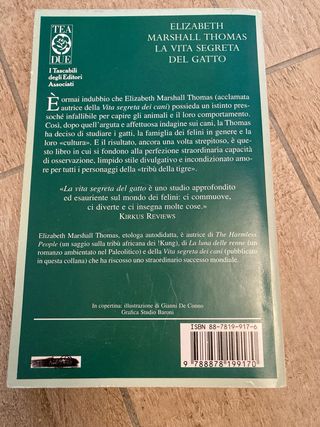 TEA
DUE
I Tascabili
degli Editori
Associati
ELIZABETH
MARSHALL THOMAS
LA VITA SEGRETA
DEL GATTO
È ormai indubbio che Elizabeth Marshall Thomas (acclamata
autrice della Vita segreta dei cani) possieda un istinto pres-
soché infallibile per capire gli animali e il loro comportamento.
Così, dopo quell'arguta e affettuosa indagine sui cani, la Thomas
ha deciso di studiare i gatti, la famiglia dei felini in genere e la
loro «cultura». E il risultato, ancora una volta strepitoso, è que-
sto libro in cui si fondono alla perfezione straordinaria capacità
di osservazione, limpido stile divulgativo e incondizionato amo-
re per tutti i personaggi della «tribù della tigre».
«La vita segreta del gatto è uno studio approfondito
ed esauriente sul mondo dei felini: ci commuove,
ci diverte e ci insegna molte cose.»
KIRKUS REVIEWS
Elizabeth Marshall Thomas, etologa autodidatta, è autrice di The Harmless
People (un saggio sulla tribù africana dei !Kung), di La luna delle renne (un
romanzo ambientato nel Paleolitico) e della Vita segreta dei cani (pubblicato
in questa collana) che ha riscosso uno straordinario successo mondiale.
In copertina: illustrazione di Gianni De Conno
Grafica Studio Baroni
ISBN 88-7819-917-6
9 788878 199170